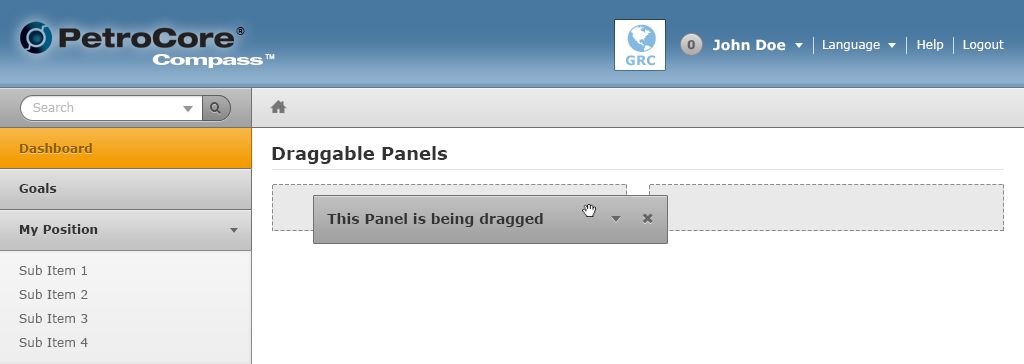 PetroCore®
Compass™
GRC
0 John Doe Language Help Logout
Search
Dashboard
Goals
My Position
Sub Item 1
Sub Item 2
Sub Item 3
Sub Item 4
Draggable Panels
This Panel is being dragged